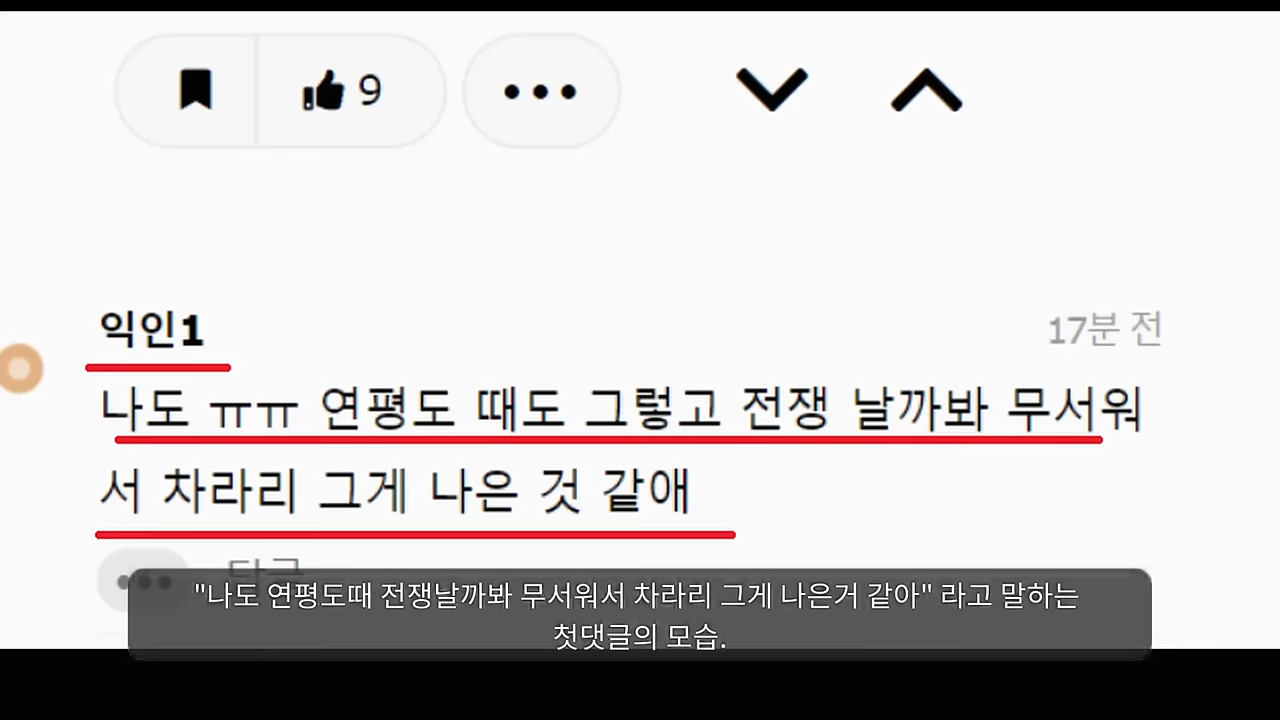 9
익인1
17분 전
나도 ㅠㅠ 연평도 때도 그렇고 전쟁 날까봐 무서워
서 차라리 그게 나은 것 같애
"나도 연평도때 전쟁날까봐 무서워서 차라리 그게 나은거 같아" 라고 말하는
첫댓글의 모습.